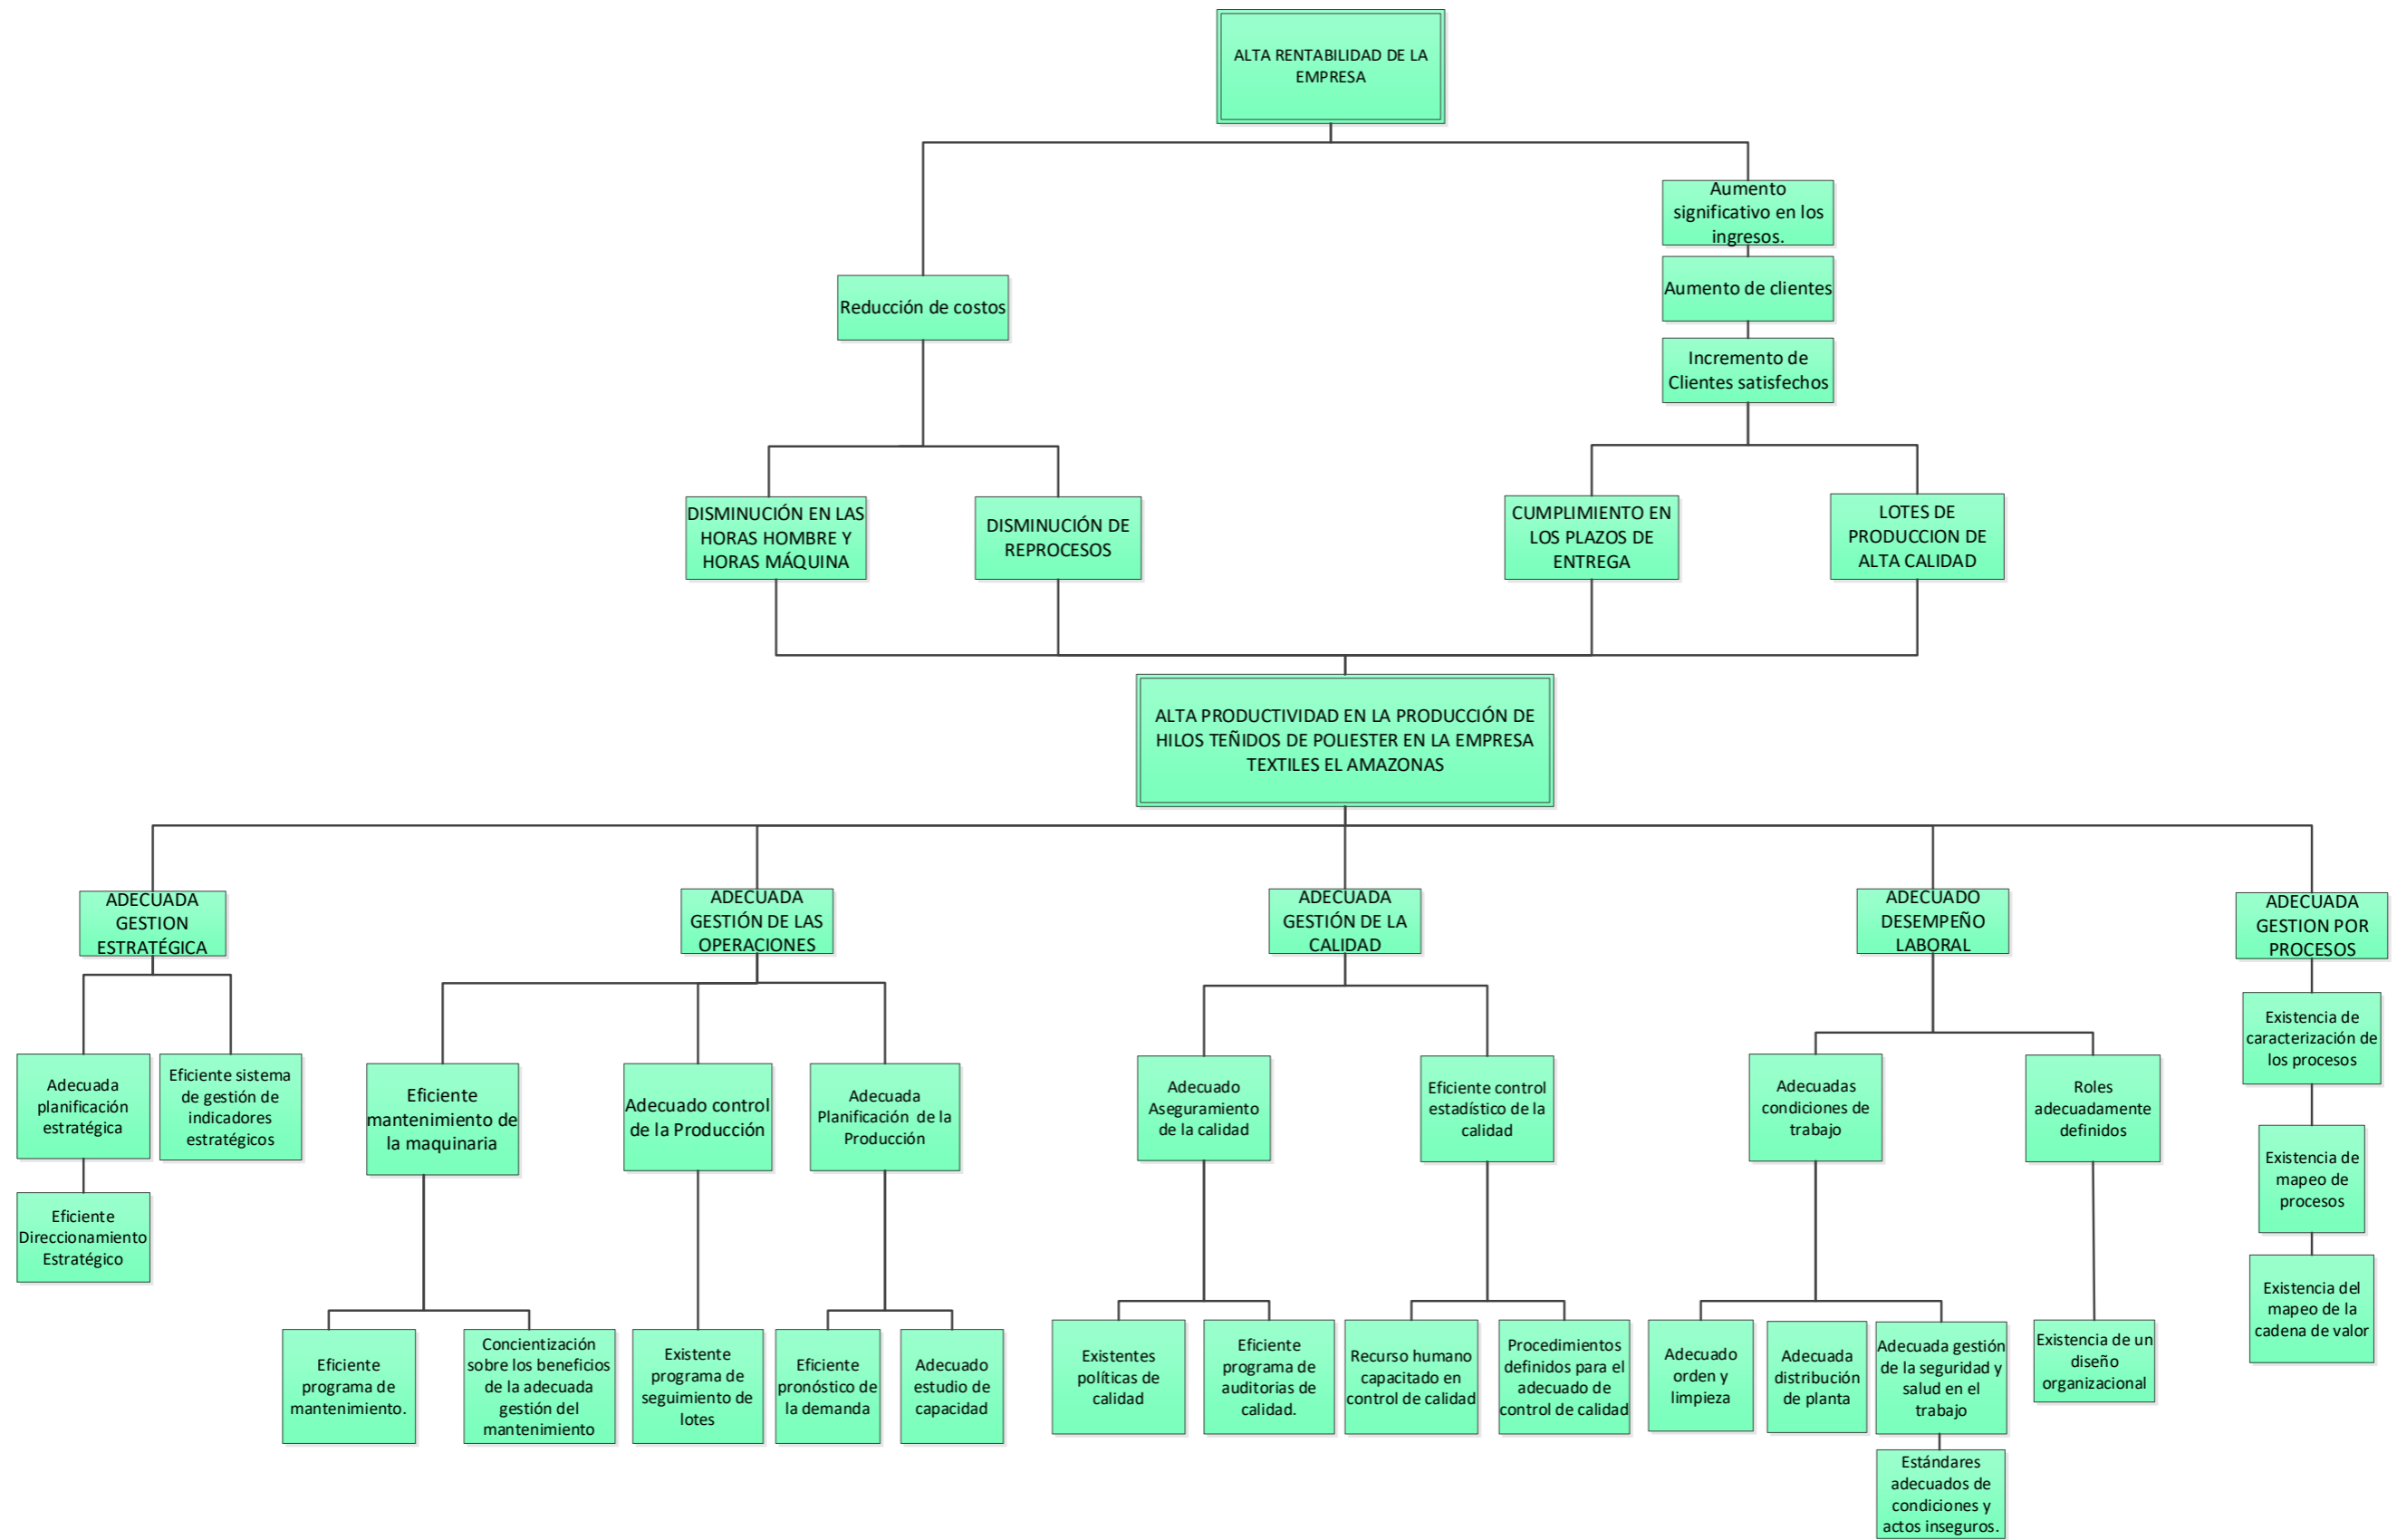 ALTA RENTABILIDAD DE LA
EMPRESA
Aumento
significativo en los
ingresos.
Reducción de costos
Aumento de clientes
Incremento de
Clientes satisfechos
DISMINUCIÓN EN LAS
HORAS HOMBRE Y
HORAS MÁQUINA
DISMINUCIÓN DE
REPROCESOS
CUMPLIMIENTO EN
LOS PLAZOS DE
ENTREGA
LOTES DE
PRODUCCION DE
ALTA CALIDAD
ALTA PRODUCTIVIDAD EN LA PRODUCCIÓN DE
HILOS TEÑIDOS DE POLIESTER EN LA EMPRESA
TEXTILES EL AMAZONAS
ADECUADA
GESTION
ESTRATÉGICA
ADECUADA
GESTIÓN DE LAS
OPERACIONES
ADECUADA
GESTIÓN DE LA
CALIDAD
ADECUADO
DESEMPEÑO
LABORAL
ADECUADA
GESTION POR
PROCESOS
Adecuada
planificación
estratégica
Eficiente sistema
de gestión de
indicadores
estratégicos
Eficiente
mantenimiento de
la maquinaria
Adecuado control
de la Producción
Adecuada
Planificación de la
Producción
Adecuado
Aseguramiento
de la calidad
Eficiente control
estadístico de la
calidad
Adecuadas
condiciones de
trabajo
Roles
adecuadamente
definidos
Existencia de
caracterización de
los procesos
Existencia de
mapeo de
procesos
Eficiente
Direccionamiento
Estratégico
Existencia del
mapeo de la
cadena de valor
Eficiente
programa de
mantenimiento.
Concientización
sobre los beneficios
de la adecuada
gestión del
mantenimiento
Existente
programa de
seguimiento de
lotes
Eficiente
pronóstico de
la demanda
Adecuado
estudio de
capacidad
Existentes
políticas de
calidad
Eficiente
programa de
auditorias de
calidad.
Recurso humano
capacitado en
control de calidad
Procedimientos
definidos para el
adecuado de
control de calidad
Adecuado
orden y
limpieza
Adecuada
distribución
de planta
Adecuada gestión
de la seguridad y
salud en el
trabajo
Existencia de un
diseño
organizacional
Estándares
adecuados de
condiciones y
actos inseguros.